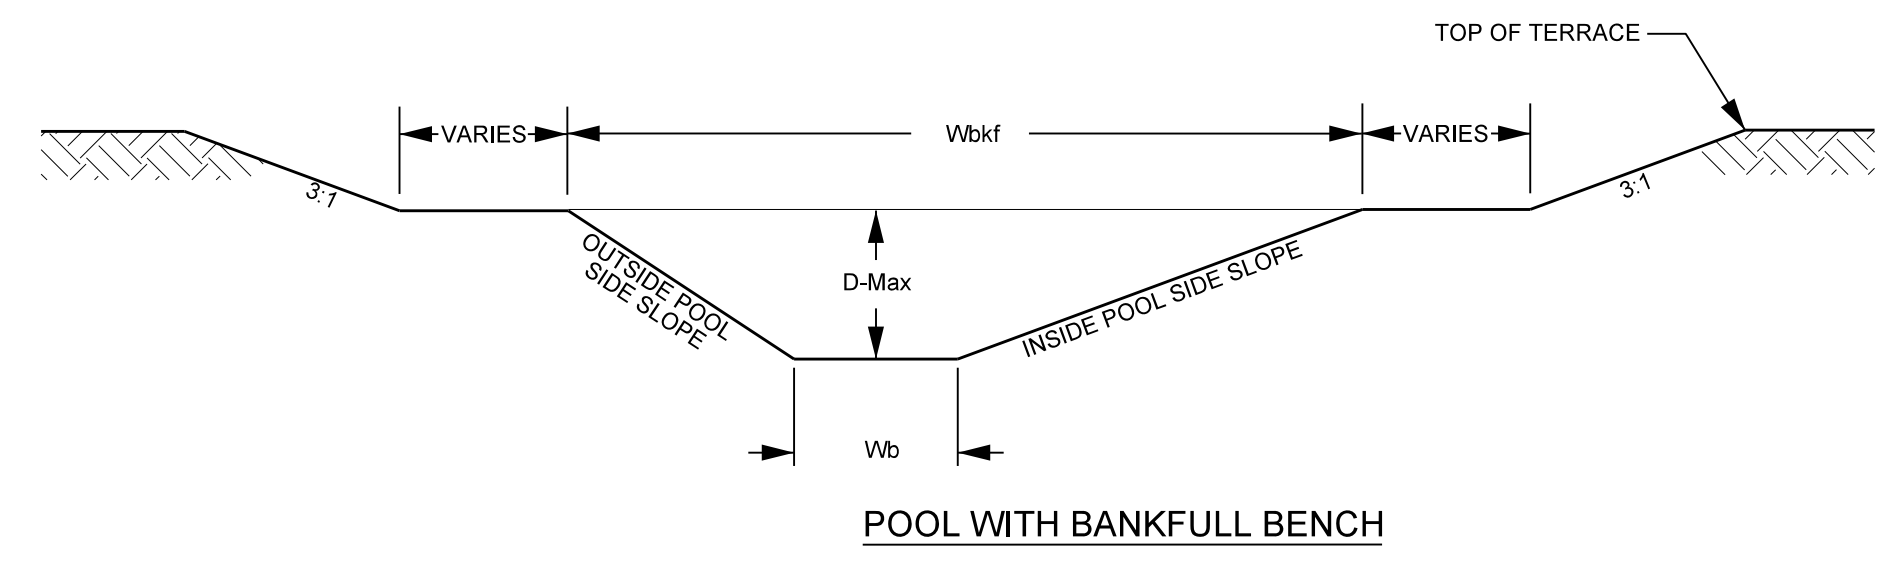 TOP OF TERRACE
VARIES
Wbkf
VARIES
3:1
3:1
OUTSIDE POOL
SIDE SLOPE
D-Max
INSIDE POOL SIDE SLOPE
Wb
POOL WITH BANKFULL BENCH